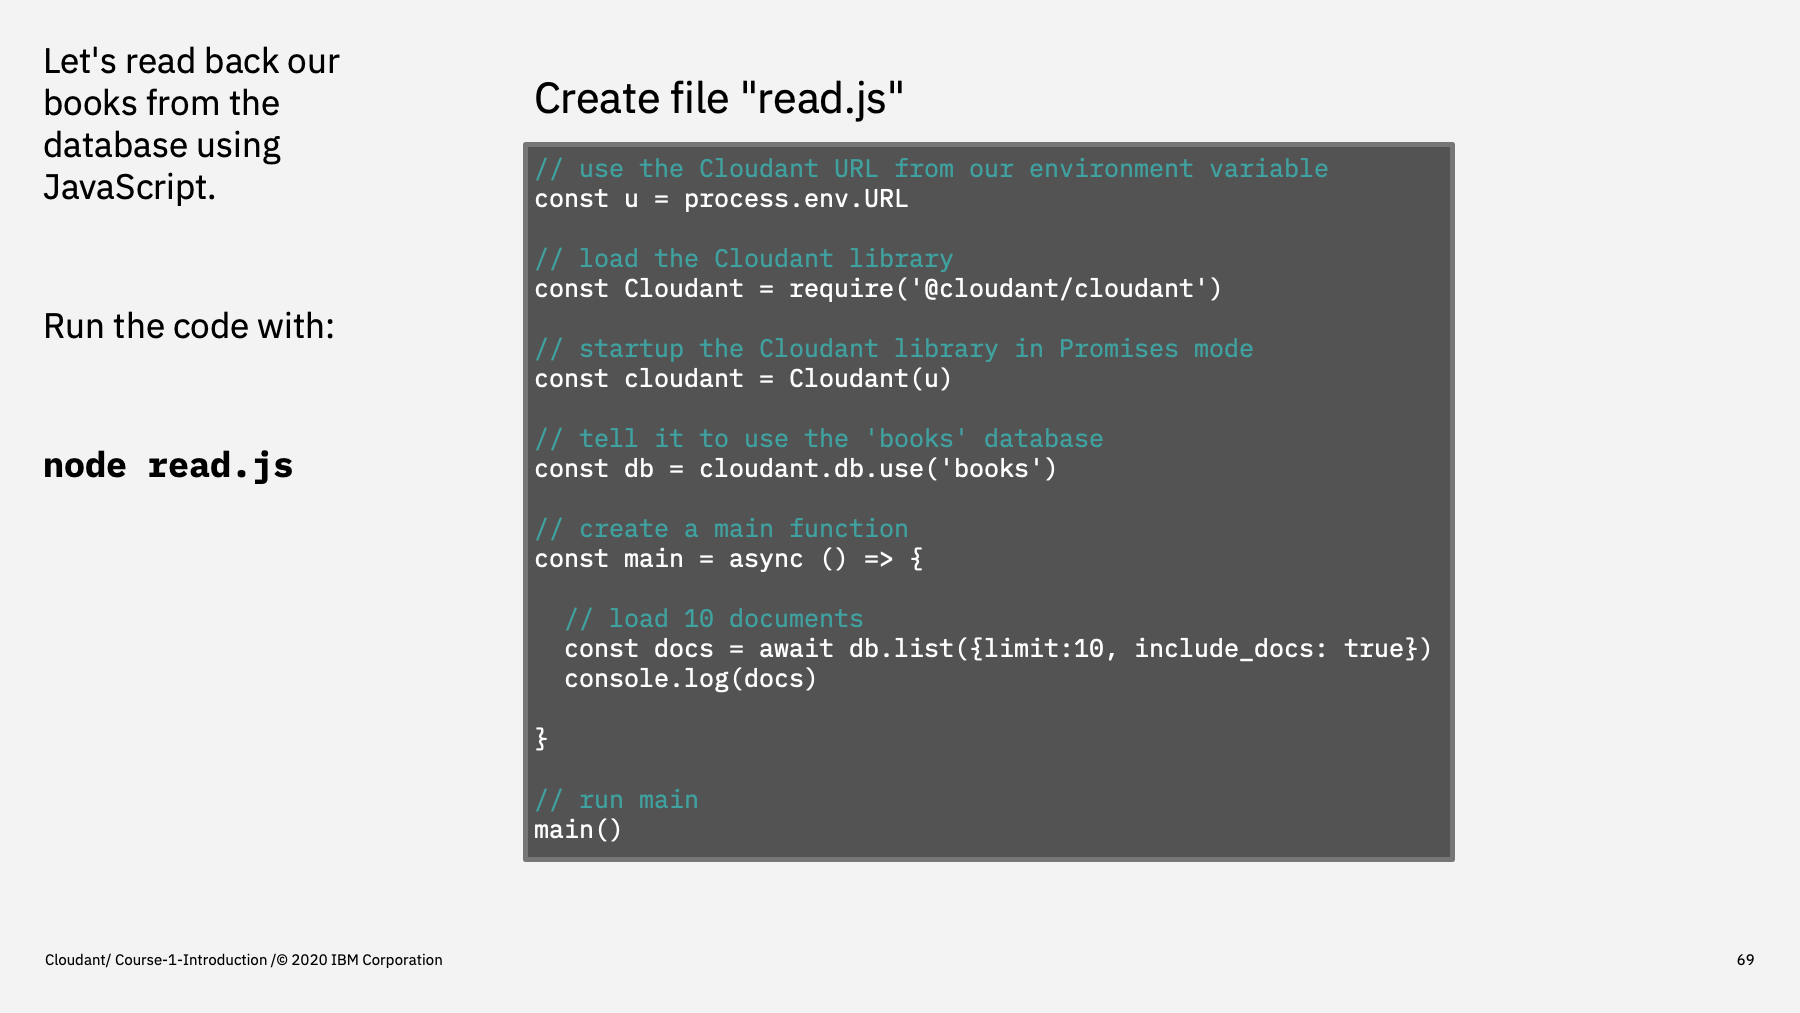 Let's read back our
books from the
database using
JavaScript.
Run the code with:
node read.js
Create file "read.js"
// use the Cloudant URL from our environment variable
const u = process.env.URL
// load the Cloudant library
const Cloudant = require('@cloudant/cloudant')
// startup the Cloudant library in Promises mode
const cloudant = Cloudant(u)
// tell it to use the 'books' database
const db = cloudant.db.use('books')
// create a main function
const main = async () => {
// load 10 documents
const docs = await db.list({limit:10, include_docs: true})
console.log(docs)
}
// run main
main()
Cloudant/ Course-1-Introduction /© 2020 IBM Corporation
69